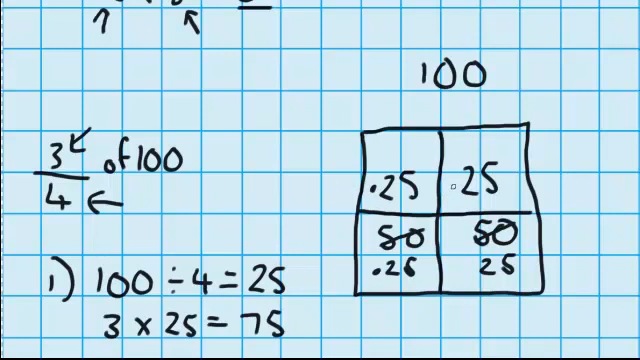 100
3/4 of 100
.25 .25
50 50
.25 25
1) 100 ÷ 4 = 25
3 × 25 = 75